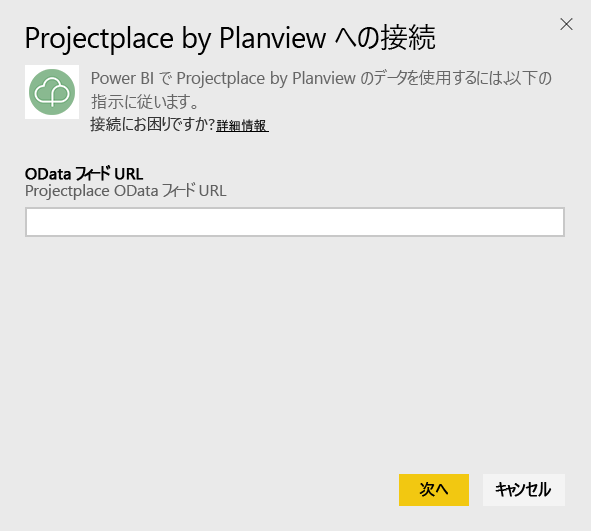 Projectplace by Planview への接続
Power BI で Projectplace by Planview のデータを使用するには、以下の
指示に従います。
接続にお困りですか?詳細情報
OData フィード URL
Projectplace OData フィード URL
次へ
キャンセル